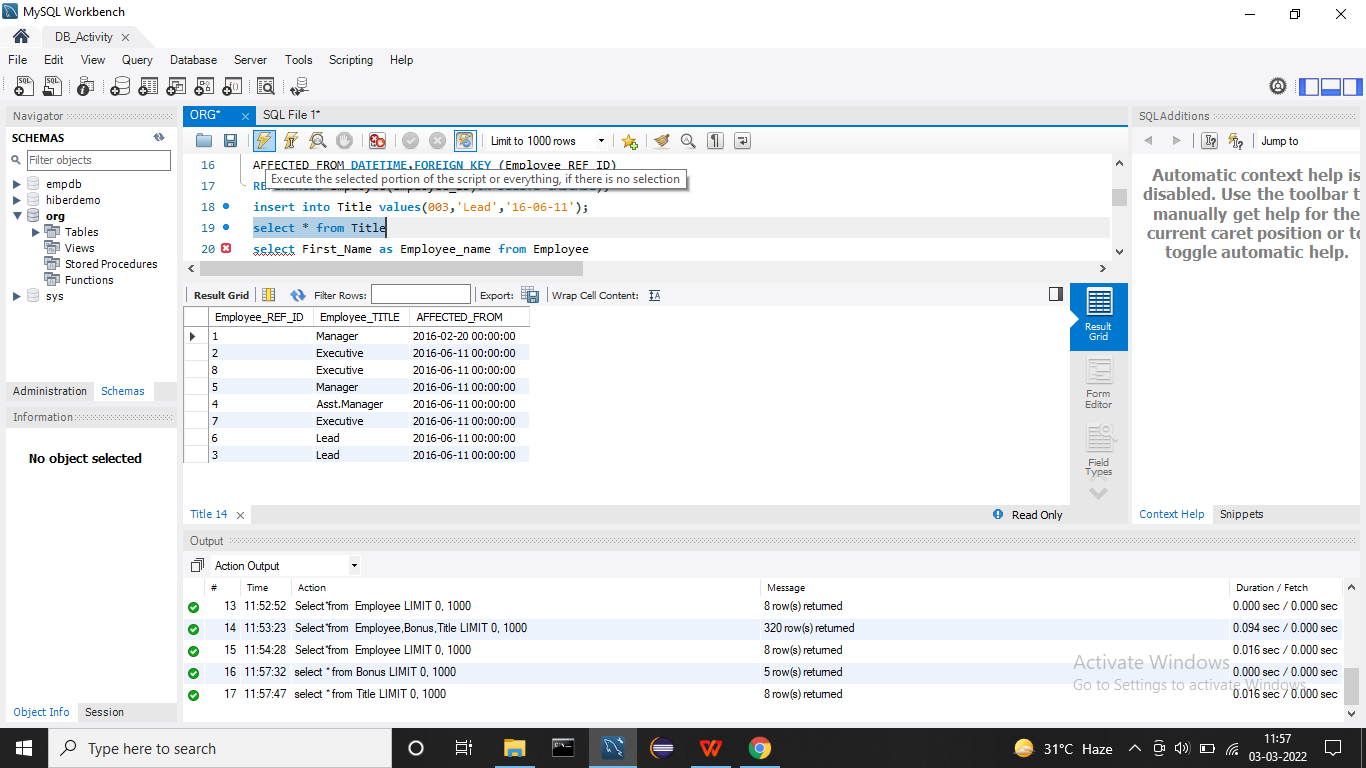 MySQL Workbench
DB_Activity
File Edit View Query Database Server Tools Scripting Help
Navigator
SCHEMAS
Filter objects
empdb
hiberdemo
org
Tables
Views
Stored Procedures
Functions
sys
Administration Schemas
Information
No object selected
Object Info Session
ORG* SQL File 1*
Limit to 1000 rows
16 AFFECTED_FROM DATETIME,FOREIGN KEY (Employee_REF_ID)
Execute the selected portion of the script or everything, if there is no selection
17
18 insert into Title values(003,'Lead','16-06-11');
19 select * from Title
20 select First_Name as Employee_name from Employee
Result Grid Filter Rows: Export: Wrap Cell Content: IA
Employee_REF_ID Employee_TITLE AFFECTED_FROM
1 Manager 2016-02-20 00:00:00
2 Executive 2016-06-11 00:00:00
8 Executive 2016-06-11 00:00:00
5 Manager 2016-06-11 00:00:00
4 Asst.Manager 2016-06-11 00:00:00
7 Executive 2016-06-11 00:00:00
6 Lead 2016-06-11 00:00:00
3 Lead 2016-06-11 00:00:00
Result
Grid
Form
Editor
Field
Types
Title 14
Read Only
SQLAdditions
Jump to
Automatic context help is
disabled. Use the toolbar t
manually get help for the
current caret position or to
toggle automatic help.
Context Help Snippets
Output
Action Output
# Time Action Message Duration / Fetch
13 11:52:52 Select*from Employee LIMIT 0, 1000 8 row(s) returned 0.000 sec / 0.000 sec
14 11:53:23 Select*from Employee,Bonus,Title LIMIT 0, 1000 320 row(s) returned 0.094 sec / 0.000 sec
15 11:54:28 Select*from Employee LIMIT 0, 1000 8 row(s) returned 0.016 sec / 0.000 sec
16 11:57:32 select * from Bonus LIMIT 0, 1000 5 row(s) returned 0.000 sec / 0.000 sec
17 11:57:47 select * from Title LIMIT 0, 1000 8 row(s) returned 0.016 sec / 0.000 sec
Activate Windows
Go to Settings to activate Windows.
Type here to search
31°C Haze
11:57
03-03-2022